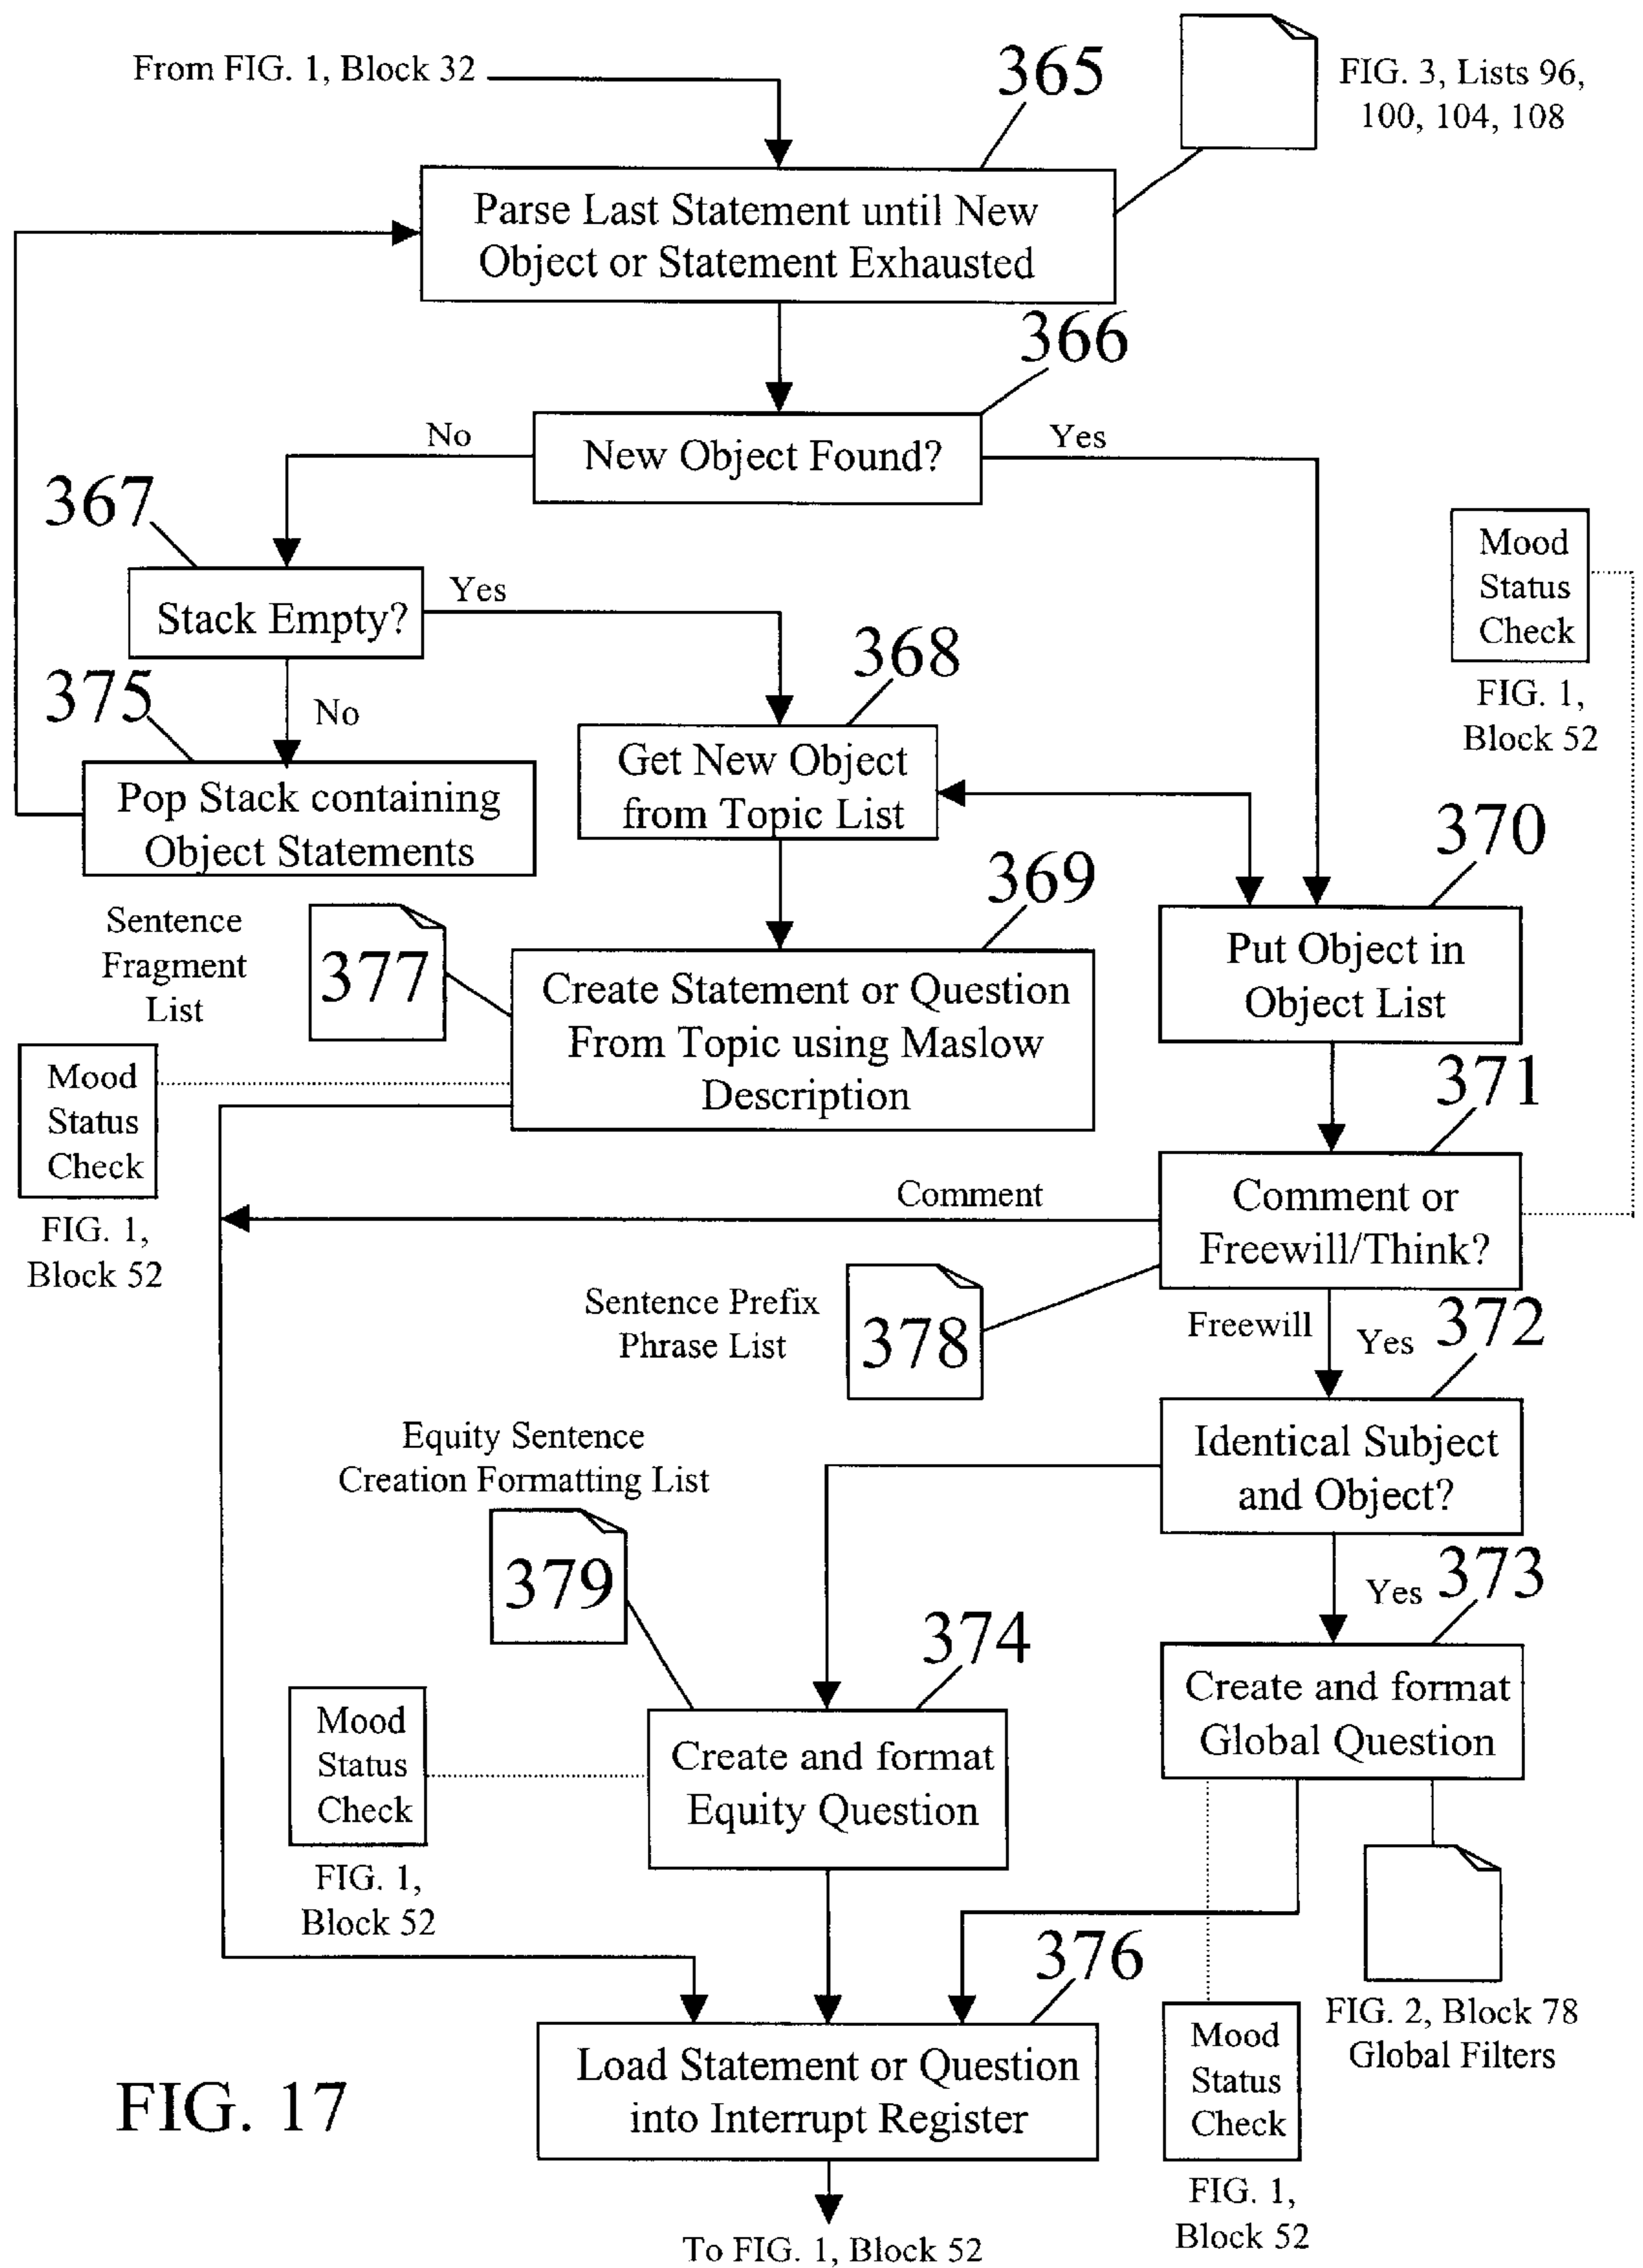 From FIG. 1, Block 32
365
FIG. 3, Lists 96,
100, 104, 108
Parse Last Statement until New
Object or Statement Exhausted
366
No
New Object Found?
Yes
367
Stack Empty?
Yes
Mood
Status
Check
FIG. 1,
Block 52
368
375
No
Get New Object
from Topic List
Pop Stack containing
Object Statements
370
369
Sentence
Fragment
List
377
Create Statement or Question
From Topic using Maslow
Description
Put Object in
Object List
Mood
Status
Check
FIG. 1,
Block 52
371
Comment
Comment or
Freewill/Think?
Sentence Prefix
Phrase List
378
Freewill
Yes
372
Equity Sentence
Creation Formatting List
379
Identical Subject
and Object?
Yes
373
374
Create and format
Global Question
Mood
Status
Check
FIG. 1,
Block 52
Create and format
Equity Question
376
FIG. 2, Block 78
Global Filters
Mood
Status
Check
FIG. 1,
Block 52
Load Statement or Question
into Interrupt Register
FIG. 17
To FIG. 1, Block 52